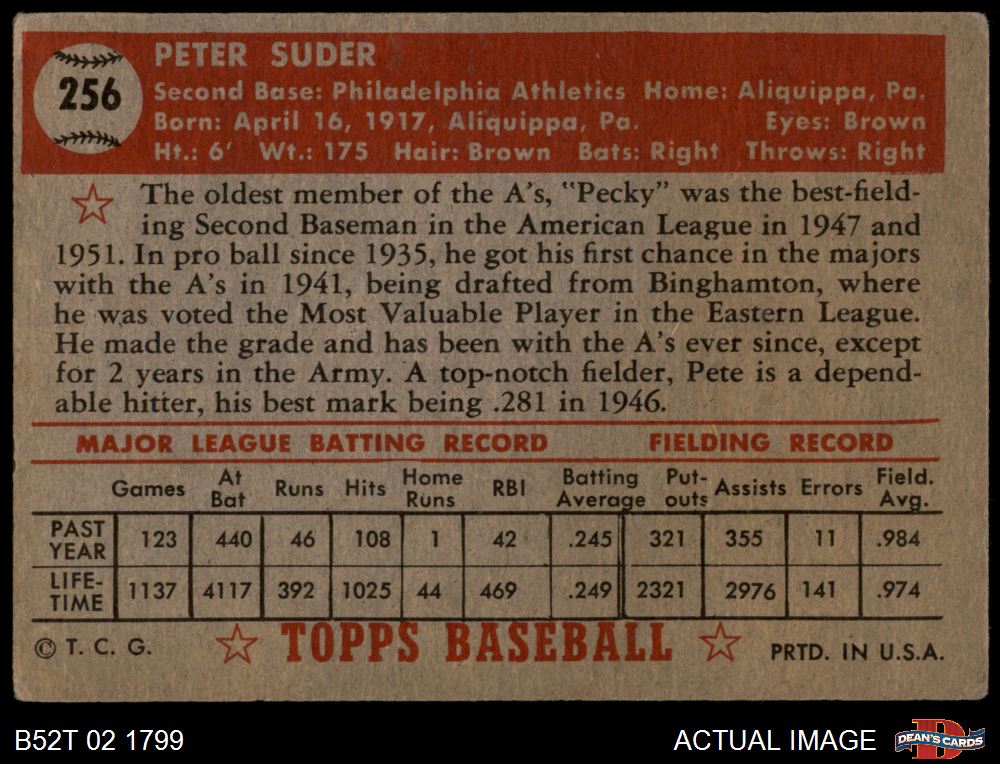 256
PETER SUDER
Second Base: Philadelphia Athletics Home: Aliquippa, Pa.
Born: April 16, 1917, Aliquippa, Pa. Eyes: Brown
Ht.: 6' Wt.: 175 Hair: Brown Bats: Right Throws: Right
The oldest member of the A's, "Pecky" was the best-field-
ing Second Baseman in the American League in 1947 and
1951. In pro ball since 1935, he got his first chance in the majors
with the A's in 1941, being drafted from Binghamton, where
he was voted the Most Valuable Player in the Eastern League.
He made the grade and has been with the A's ever since, except
for 2 years in the Army. A top-notch fielder, Pete is a depend-
able hitter, his best mark being .281 in 1946.
MAJOR LEAGUE BATTING RECORD FIELDING RECORD
Games At Bat Runs Hits Home Runs RBI Batting Average Put-outs Assists Errors Field. Avg.
PAST YEAR 123 440 46 108 1 42 .245 321 355 11 .984
LIFE-TIME 1137 4117 392 1025 44 469 .249 2321 2976 141 .974
© T. C. G. TOPPS BASEBALL PRTD. IN U.S.A.
B52T 02 1799 ACTUAL IMAGE D DEAN'S CARDS